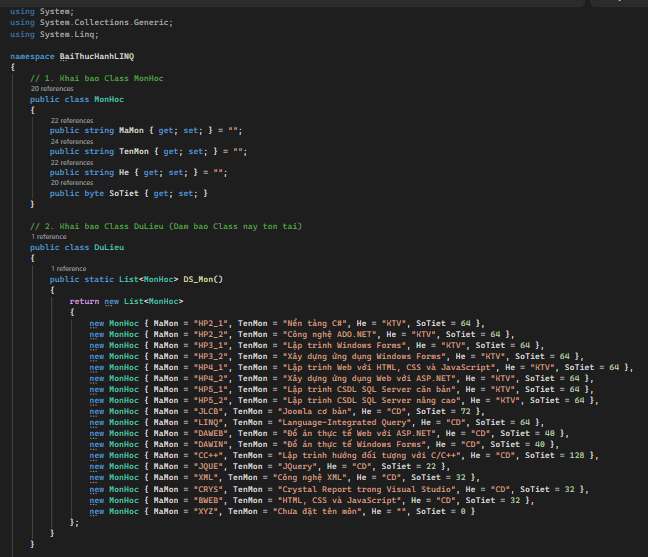 using System;
using System.Collections.Generic;
using System.Linq;
namespace BaiThucHanhLINQ
{
// 1. Khai bao Class MonHoc
20 references
public class MonHoc
{
22 references
public string MaMon { get; set; } = "";
24 references
public string TenMon { get; set; } = "";
22 references
public string He { get; set; } = "";
20 references
public byte SoTiet { get; set; }
}
// 2. Khai bao Class DuLieu (Dam bao Class nay ton tai)
1 reference
public class DuLieu
{
1 reference
public static List<MonHoc> DS_Mon()
{
return new List<MonHoc>
{
new MonHoc { MaMon = "HP2_1", TenMon = "Nền tảng C#", He = "KTV", SoTiet = 64 },
new MonHoc { MaMon = "HP2_2", TenMon = "Công nghệ ADO.NET", He = "KTV", SoTiet = 64 },
new MonHoc { MaMon = "HP3_1", TenMon = "Lập trình Windows Forms", He = "KTV", SoTiet = 64 },
new MonHoc { MaMon = "HP3_2", TenMon = "Xây dựng ứng dụng Windows Forms", He = "KTV", SoTiet = 64 },
new MonHoc { MaMon = "HP4_1", TenMon = "Lập trình Web với HTML, CSS và JavaScript", He = "KTV", SoTiet = 64 },
new MonHoc { MaMon = "HP4_2", TenMon = "Xây dựng ứng dụng Web với ASP.NET", He = "KTV", SoTiet = 64 },
new MonHoc { MaMon = "HP5_1", TenMon = "Lập trình CSDL SQL Server căn bản", He = "KTV", SoTiet = 64 },
new MonHoc { MaMon = "HP5_2", TenMon = "Lập trình CSDL SQL Server nâng cao", He = "KTV", SoTiet = 64 },
new MonHoc { MaMon = "JLCB", TenMon = "Joomla cơ bản", He = "CD", SoTiet = 72 },
new MonHoc { MaMon = "LINQ", TenMon = "Language-Integrated Query", He = "CD", SoTiet = 64 },
new MonHoc { MaMon = "DAWEB", TenMon = "Đồ án thực tế Web với ASP.NET", He = "CD", SoTiet = 40 },
new MonHoc { MaMon = "DAWIN", TenMon = "Đồ án thực tế Windows Forms", He = "CD", SoTiet = 40 },
new MonHoc { MaMon = "CC++", TenMon = "Lập trình hướng đối tượng với C/C++", He = "CD", SoTiet = 128 },
new MonHoc { MaMon = "JQUE", TenMon = "JQuery", He = "CD", SoTiet = 22 },
new MonHoc { MaMon = "XML", TenMon = "Công nghệ XML", He = "CD", SoTiet = 32 },
new MonHoc { MaMon = "CRYS", TenMon = "Crystal Report trong Visual Studio", He = "CD", SoTiet = 32 },
new MonHoc { MaMon = "BWEB", TenMon = "HTML, CSS và JavaScript", He = "CD", SoTiet = 32 },
new MonHoc { MaMon = "XYZ", TenMon = "Chưa đặt tên môn", He = "", SoTiet = 0 }
};
}
}